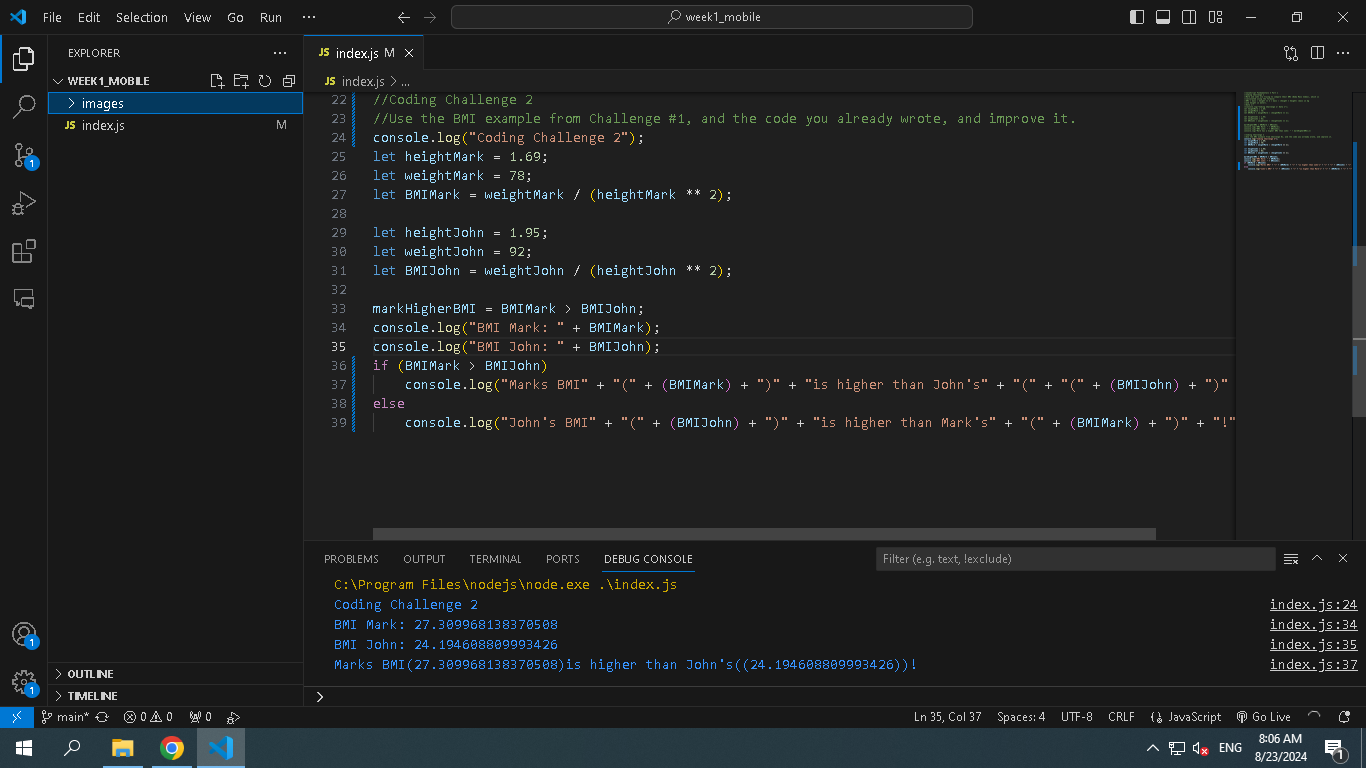 File Edit Selection View Go Run ··· week1_mobile
EXPLORER ···
WEEK1_MOBILE
images
JS index.js M
OUTLINE
TIMELINE
JS index.js M
JS index.js > ...
22 //Coding Challenge 2
23 //Use the BMI example from Challenge #1, and the code you already wrote, and improve it.
24 console.log("Coding Challenge 2");
25 let heightMark = 1.69;
26 let weightMark = 78;
27 let BMIMark = weightMark / (heightMark ** 2);
28
29 let heightJohn = 1.95;
30 let weightJohn = 92;
31 let BMIJohn = weightJohn / (heightJohn ** 2);
32
33 markHigherBMI = BMIMark > BMIJohn;
34 console.log("BMI Mark: " + BMIMark);
35 console.log("BMI John: " + BMIJohn);
36 if (BMIMark > BMIJohn)
37 console.log("Marks BMI" + "(" + (BMIMark) + ")" + "is higher than John's" + "(" + "(" + (BMIJohn) + ")"
38 else
39 console.log("John's BMI" + "(" + (BMIJohn) + ")" + "is higher than Mark's" + "(" + (BMIMark) + ")" + "!"
PROBLEMS OUTPUT TERMINAL PORTS DEBUG CONSOLE Filter (e.g. text, !exclude)
C:\Program Files\nodejs\node.exe .\index.js
Coding Challenge 2 index.js:24
BMI Mark: 27.309968138370508 index.js:34
BMI John: 24.194608809993426 index.js:35
Marks BMI(27.309968138370508)is higher than John's((24.194608809993426))! index.js:37
>
1
1
1
main* 0 0 0 Ln 35, Col 37 Spaces: 4 UTF-8 CRLF JavaScript Go Live
ENG 8:06 AM
8/23/2024
1